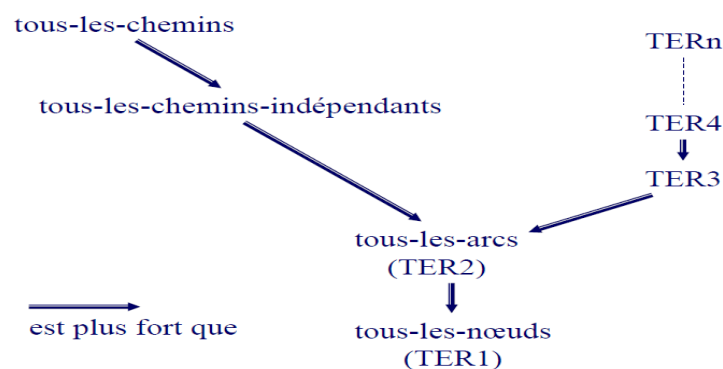 tous-les-chemins
TERn
tous-les-chemins-indépendants
TER4
TER3
tous-les-arcs
(TER2)
est plus fort que
tous-les-nœuds
(TER1)